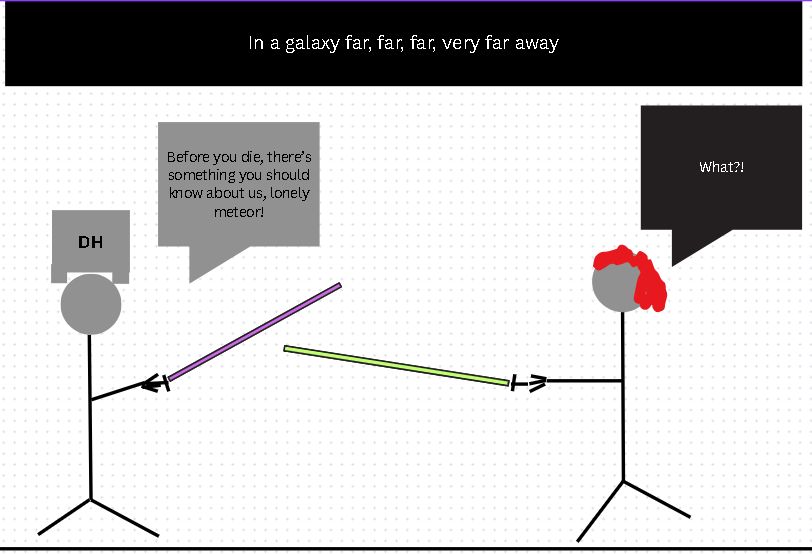 In a galaxy far, far, far, very far away
Before you die, there's
something you should
know about us, lonely
meteor!
What?!
DH